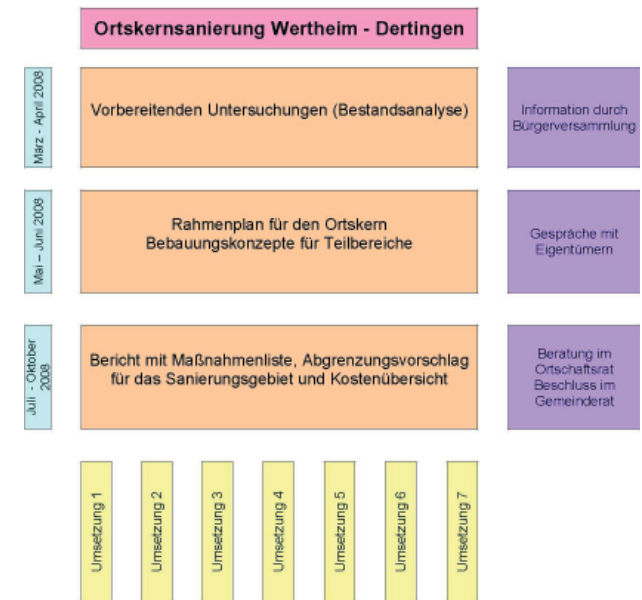 Ortskernsanierung Wertheim - Dertingen
März - April 2008
Vorbereitenden Untersuchungen (Bestandsanalyse)
Information durch
Bürgerversammlung
Mai – Juni 2008
Rahmenplan für den Ortskern
Bebauungskonzepte für Teilbereiche
Gespräche mit
Eigentümern
Juli - Oktober
2008
Bericht mit Maßnahmenliste, Abgrenzungsvorschlag
für das Sanierungsgebiet und Kostenübersicht
Beratung im
Ortschaftsrat
Beschluss im
Gemeinderat
Umsetzung 1
Umsetzung 2
Umsetzung 3
Umsetzung 4
Umsetzung 5
Umsetzung 6
Umsetzung 7